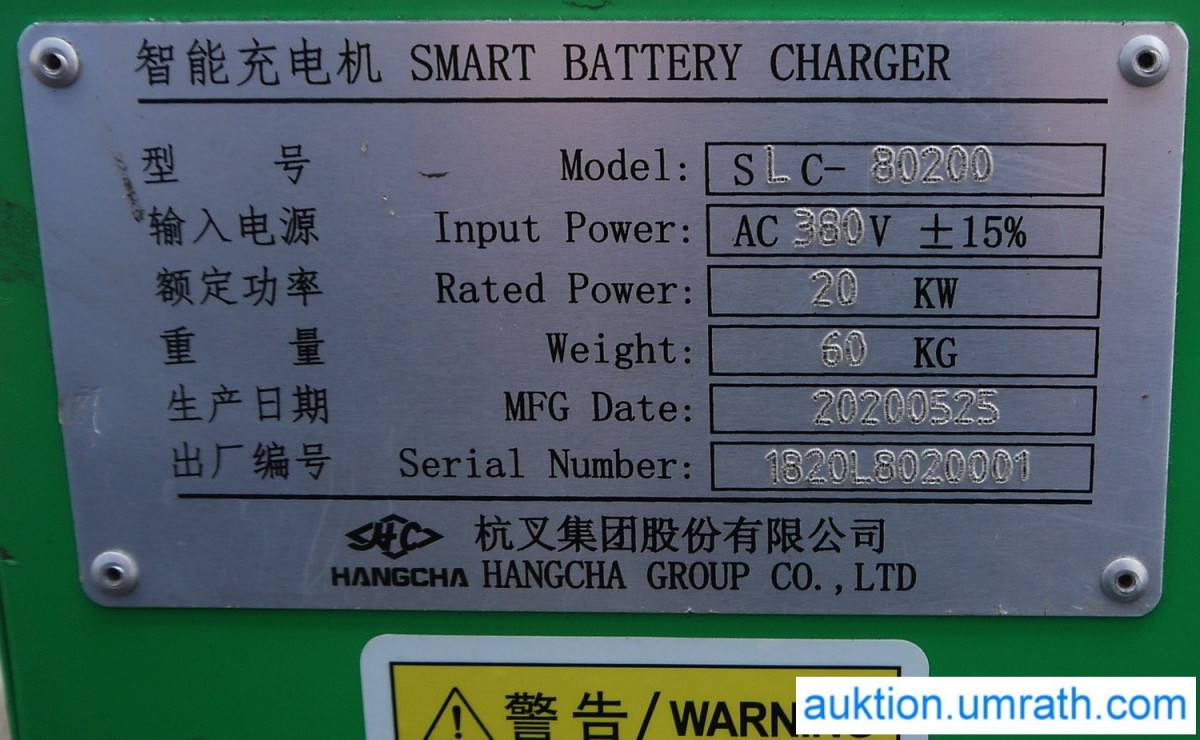 智能充电机 SMART BATTERY CHARGER
型 号 Model: SLC-80200
输入电源 Input Power: AC 380V ±15%
额定功率 Rated Power: 20 KW
重 量 Weight: 60 KG
生产日期 MFG Date: 20200525
出厂编号 Serial Number: 1820L8020001
HC 杭叉集团股份有限公司
HANGCHA HANGCHA GROUP CO.,LTD
警告/WARNING
auktion.umrath.com